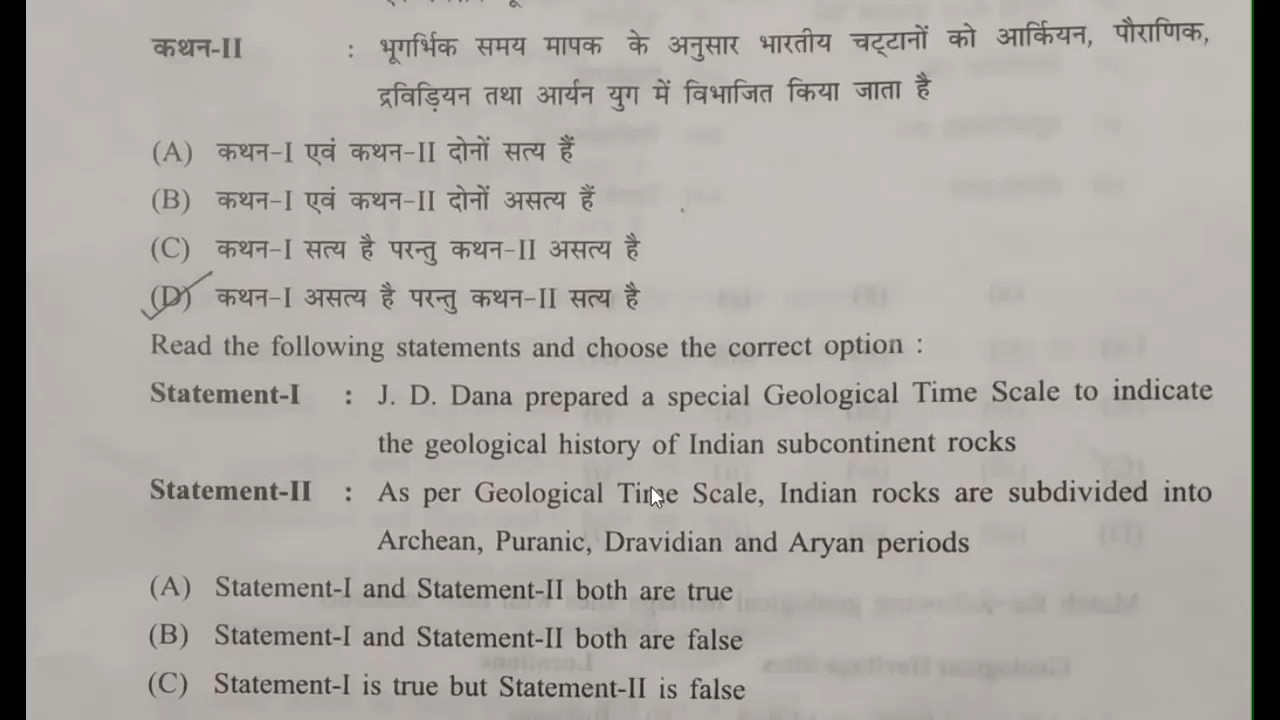 कथन-II : भूगर्भिक समय मापक के अनुसार भारतीय चट्टानों को आर्कियन, पौराणिक,
द्रविड़ियन तथा आर्यन युग में विभाजित किया जाता है
(A) कथन-I एवं कथन-II दोनों सत्य हैं
(B) कथन-I एवं कथन-II दोनों असत्य हैं
(C) कथन-I सत्य है परन्तु कथन-II असत्य है
(D) कथन-I असत्य है परन्तु कथन-II सत्य है
Read the following statements and choose the correct option :
Statement-I : J. D. Dana prepared a special Geological Time Scale to indicate
the geological history of Indian subcontinent rocks
Statement-II : As per Geological Time Scale, Indian rocks are subdivided into
Archean, Puranic, Dravidian and Aryan periods
(A) Statement-I and Statement-II both are true
(B) Statement-I and Statement-II both are false
(C) Statement-I is true but Statement-II is false